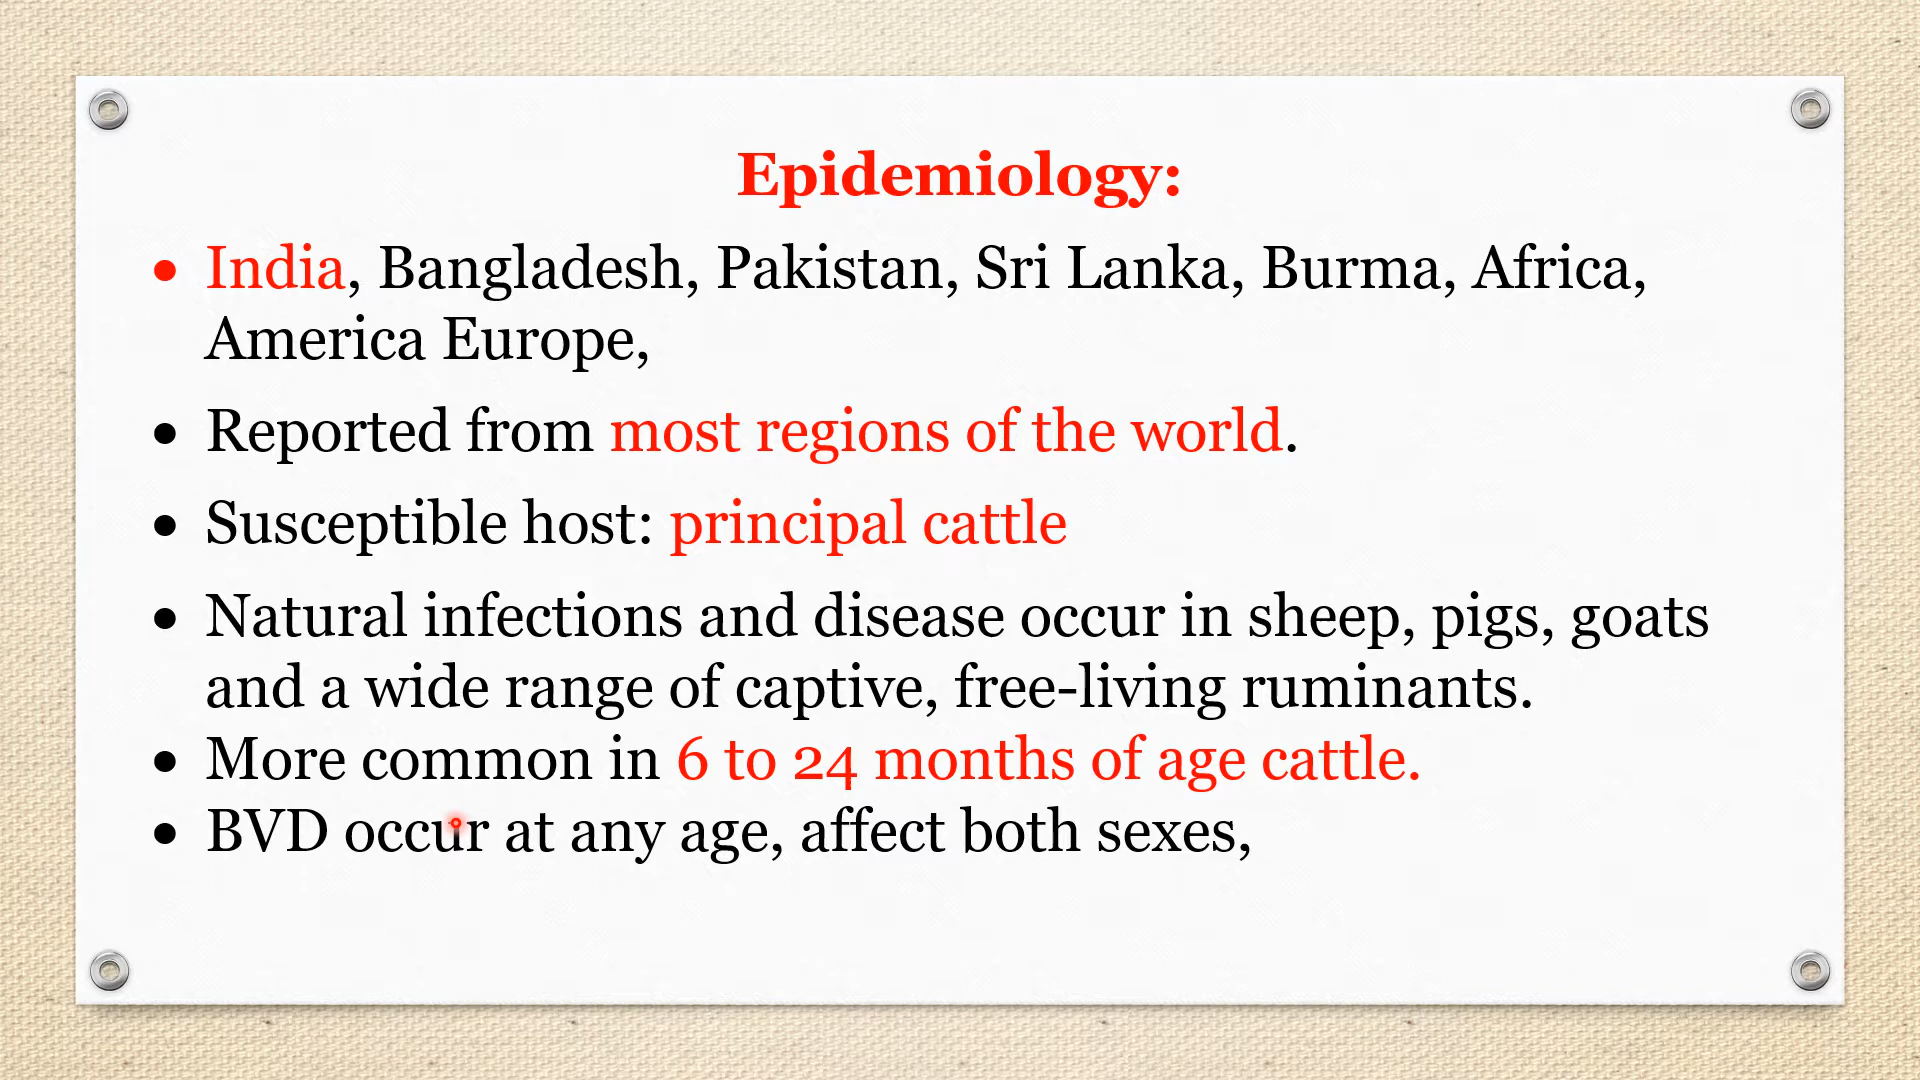 Epidemiology:
• India, Bangladesh, Pakistan, Sri Lanka, Burma, Africa,
America Europe,
• Reported from most regions of the world.
• Susceptible host: principal cattle
• Natural infections and disease occur in sheep, pigs, goats
and a wide range of captive, free-living ruminants.
• More common in 6 to 24 months of age cattle.
• BVD occur at any age, affect both sexes,